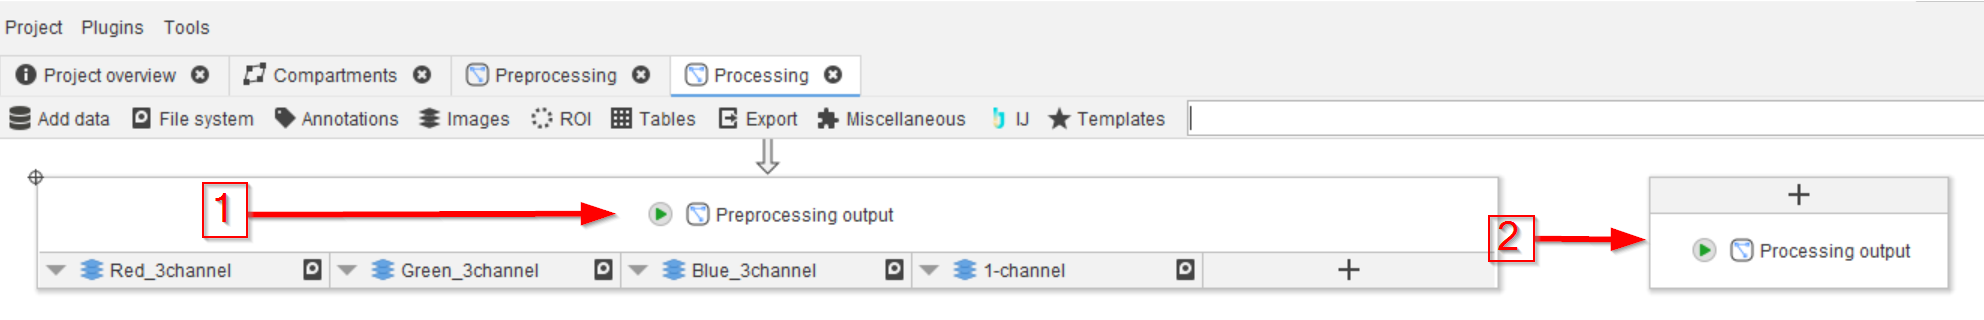 Project Plugins Tools
Project overview Compartments Preprocessing Processing
Add data File system Annotations Images ROI Tables Export Miscellaneous IJ Templates
1 Preprocessing output
Red_3channel Green_3channel Blue_3channel 1-channel +
+
2 Processing output